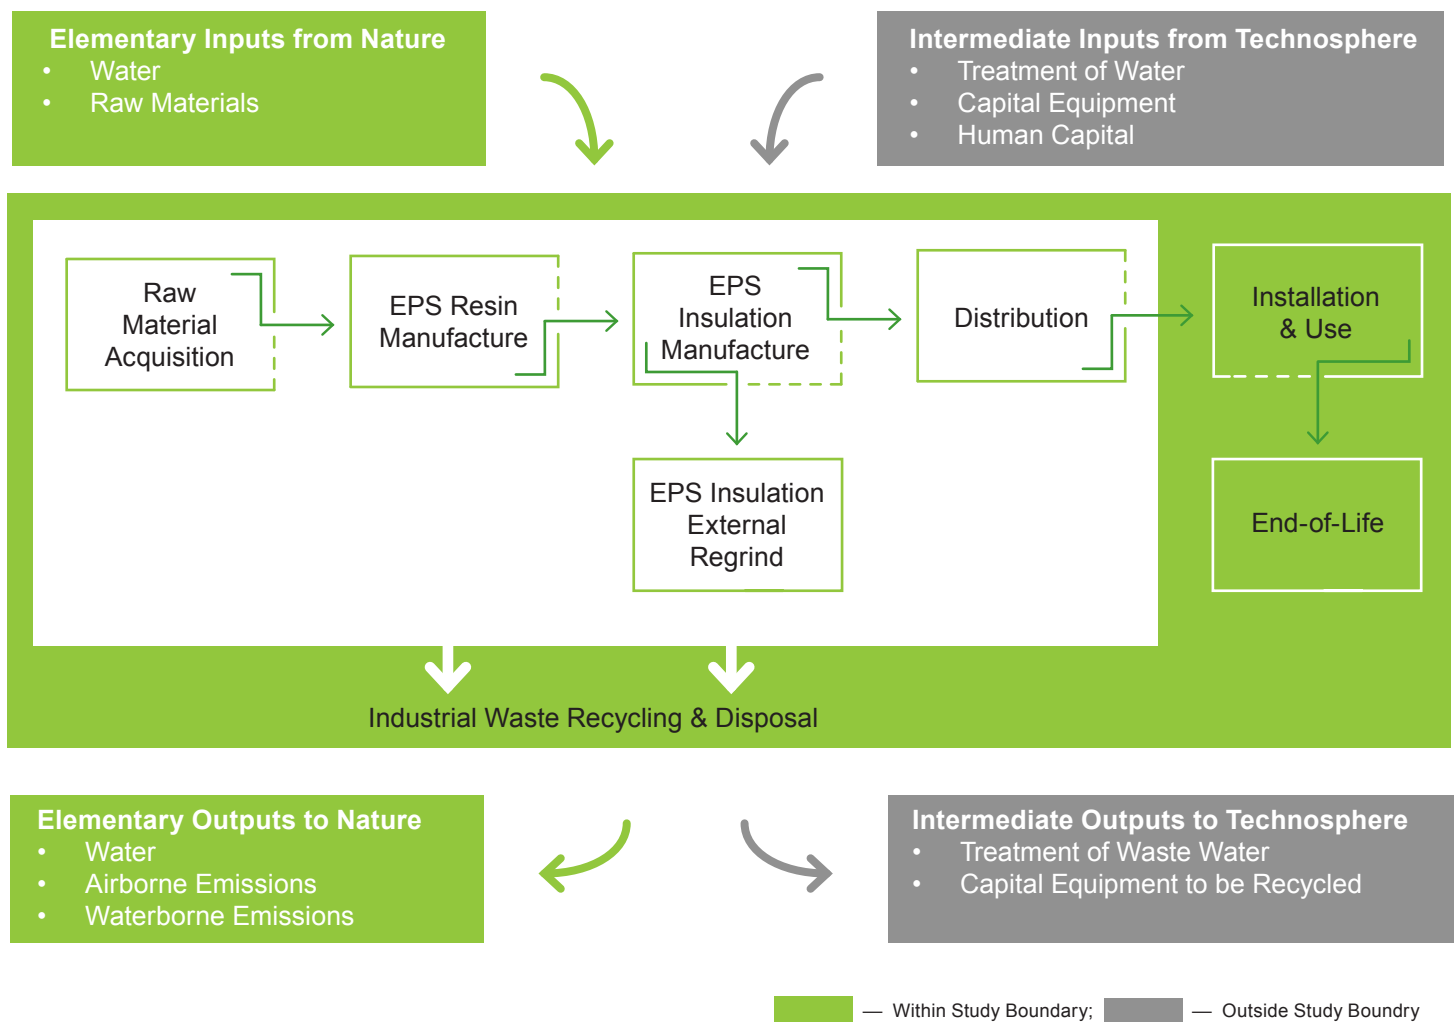 Elementary Inputs from Nature
• Water
• Raw Materials
Intermediate Inputs from Technosphere
• Treatment of Water
• Capital Equipment
• Human Capital
Raw
Material
Acquisition
EPS Resin
Manufacture
EPS
Insulation
Manufacture
Distribution
Installation
& Use
EPS Insulation
External
Regrind
End-of-Life
Industrial Waste Recycling & Disposal
Elementary Outputs to Nature
• Water
• Airborne Emissions
• Waterborne Emissions
Intermediate Outputs to Technosphere
• Treatment of Waste Water
• Capital Equipment to be Recycled
— Within Study Boundary; — Outside Study Boundry